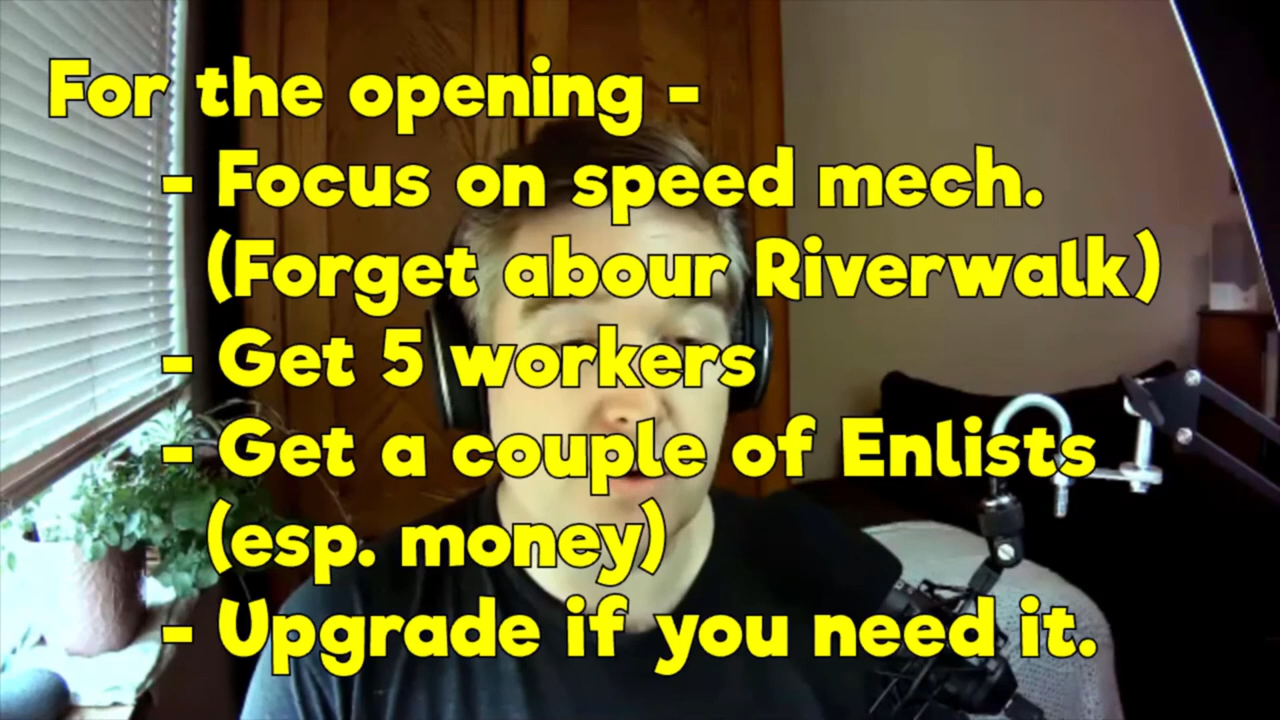 For the opening -
- Focus on speed mech.
(Forget abour Riverwalk)
- Get 5 workers
- Get a couple of Enlists
(esp. money)
- Upgrade if you need it.